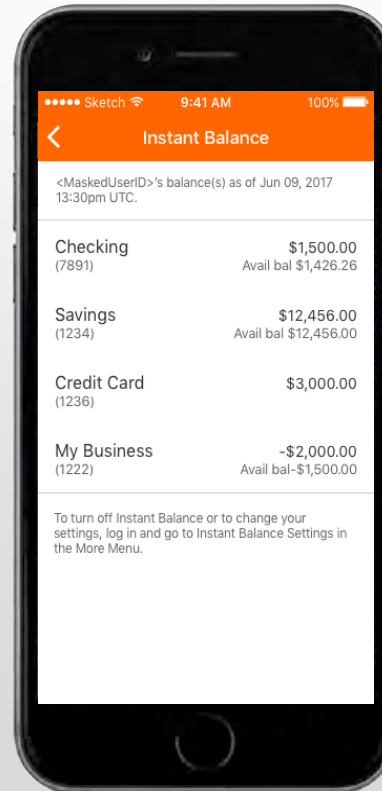 ●●●●● Sketch 9:41 AM 100%
Instant Balance
<MaskedUserID>'s balance(s) as of Jun 09, 2017
13:30pm UTC.
Checking $1,500.00
(7891) Avail bal $1,426.26
Savings $12,456.00
(1234) Avail bal $12,456.00
Credit Card $3,000.00
(1236)
My Business -$2,000.00
(1222) Avail bal-$1,500.00
To turn off Instant Balance or to change your
settings, log in and go to Instant Balance Settings in
the More Menu.